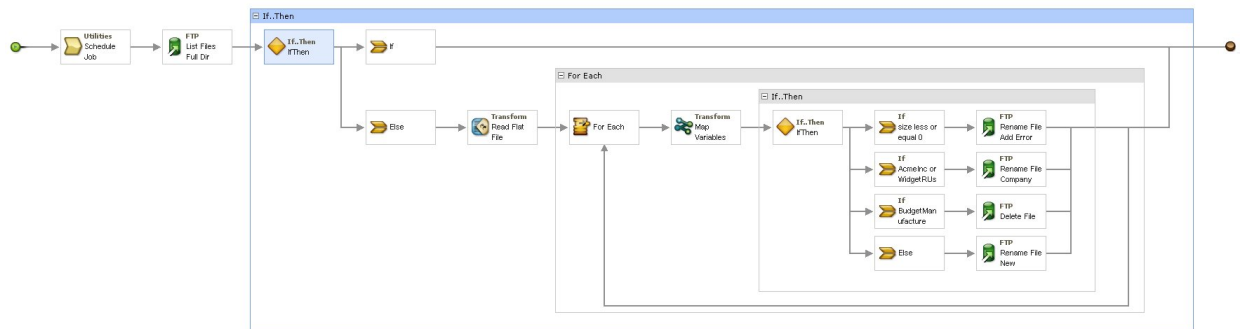 If..Then
Utilities
Schedule
Job
FTP
List Files
Full Dir
If..Then
IfThen
If
For Each
If..Then
Else
Transform
Read Flat
File
For Each
Transform
Map
Variables
If..Then
IfThen
If
size less or
equal 0
FTP
Rename File
Add Error
If
AcmeInc or
WidgetRUs
FTP
Rename File
Company
If
BudgetMan
ufacture
FTP
Delete File
Else
FTP
Rename File
New